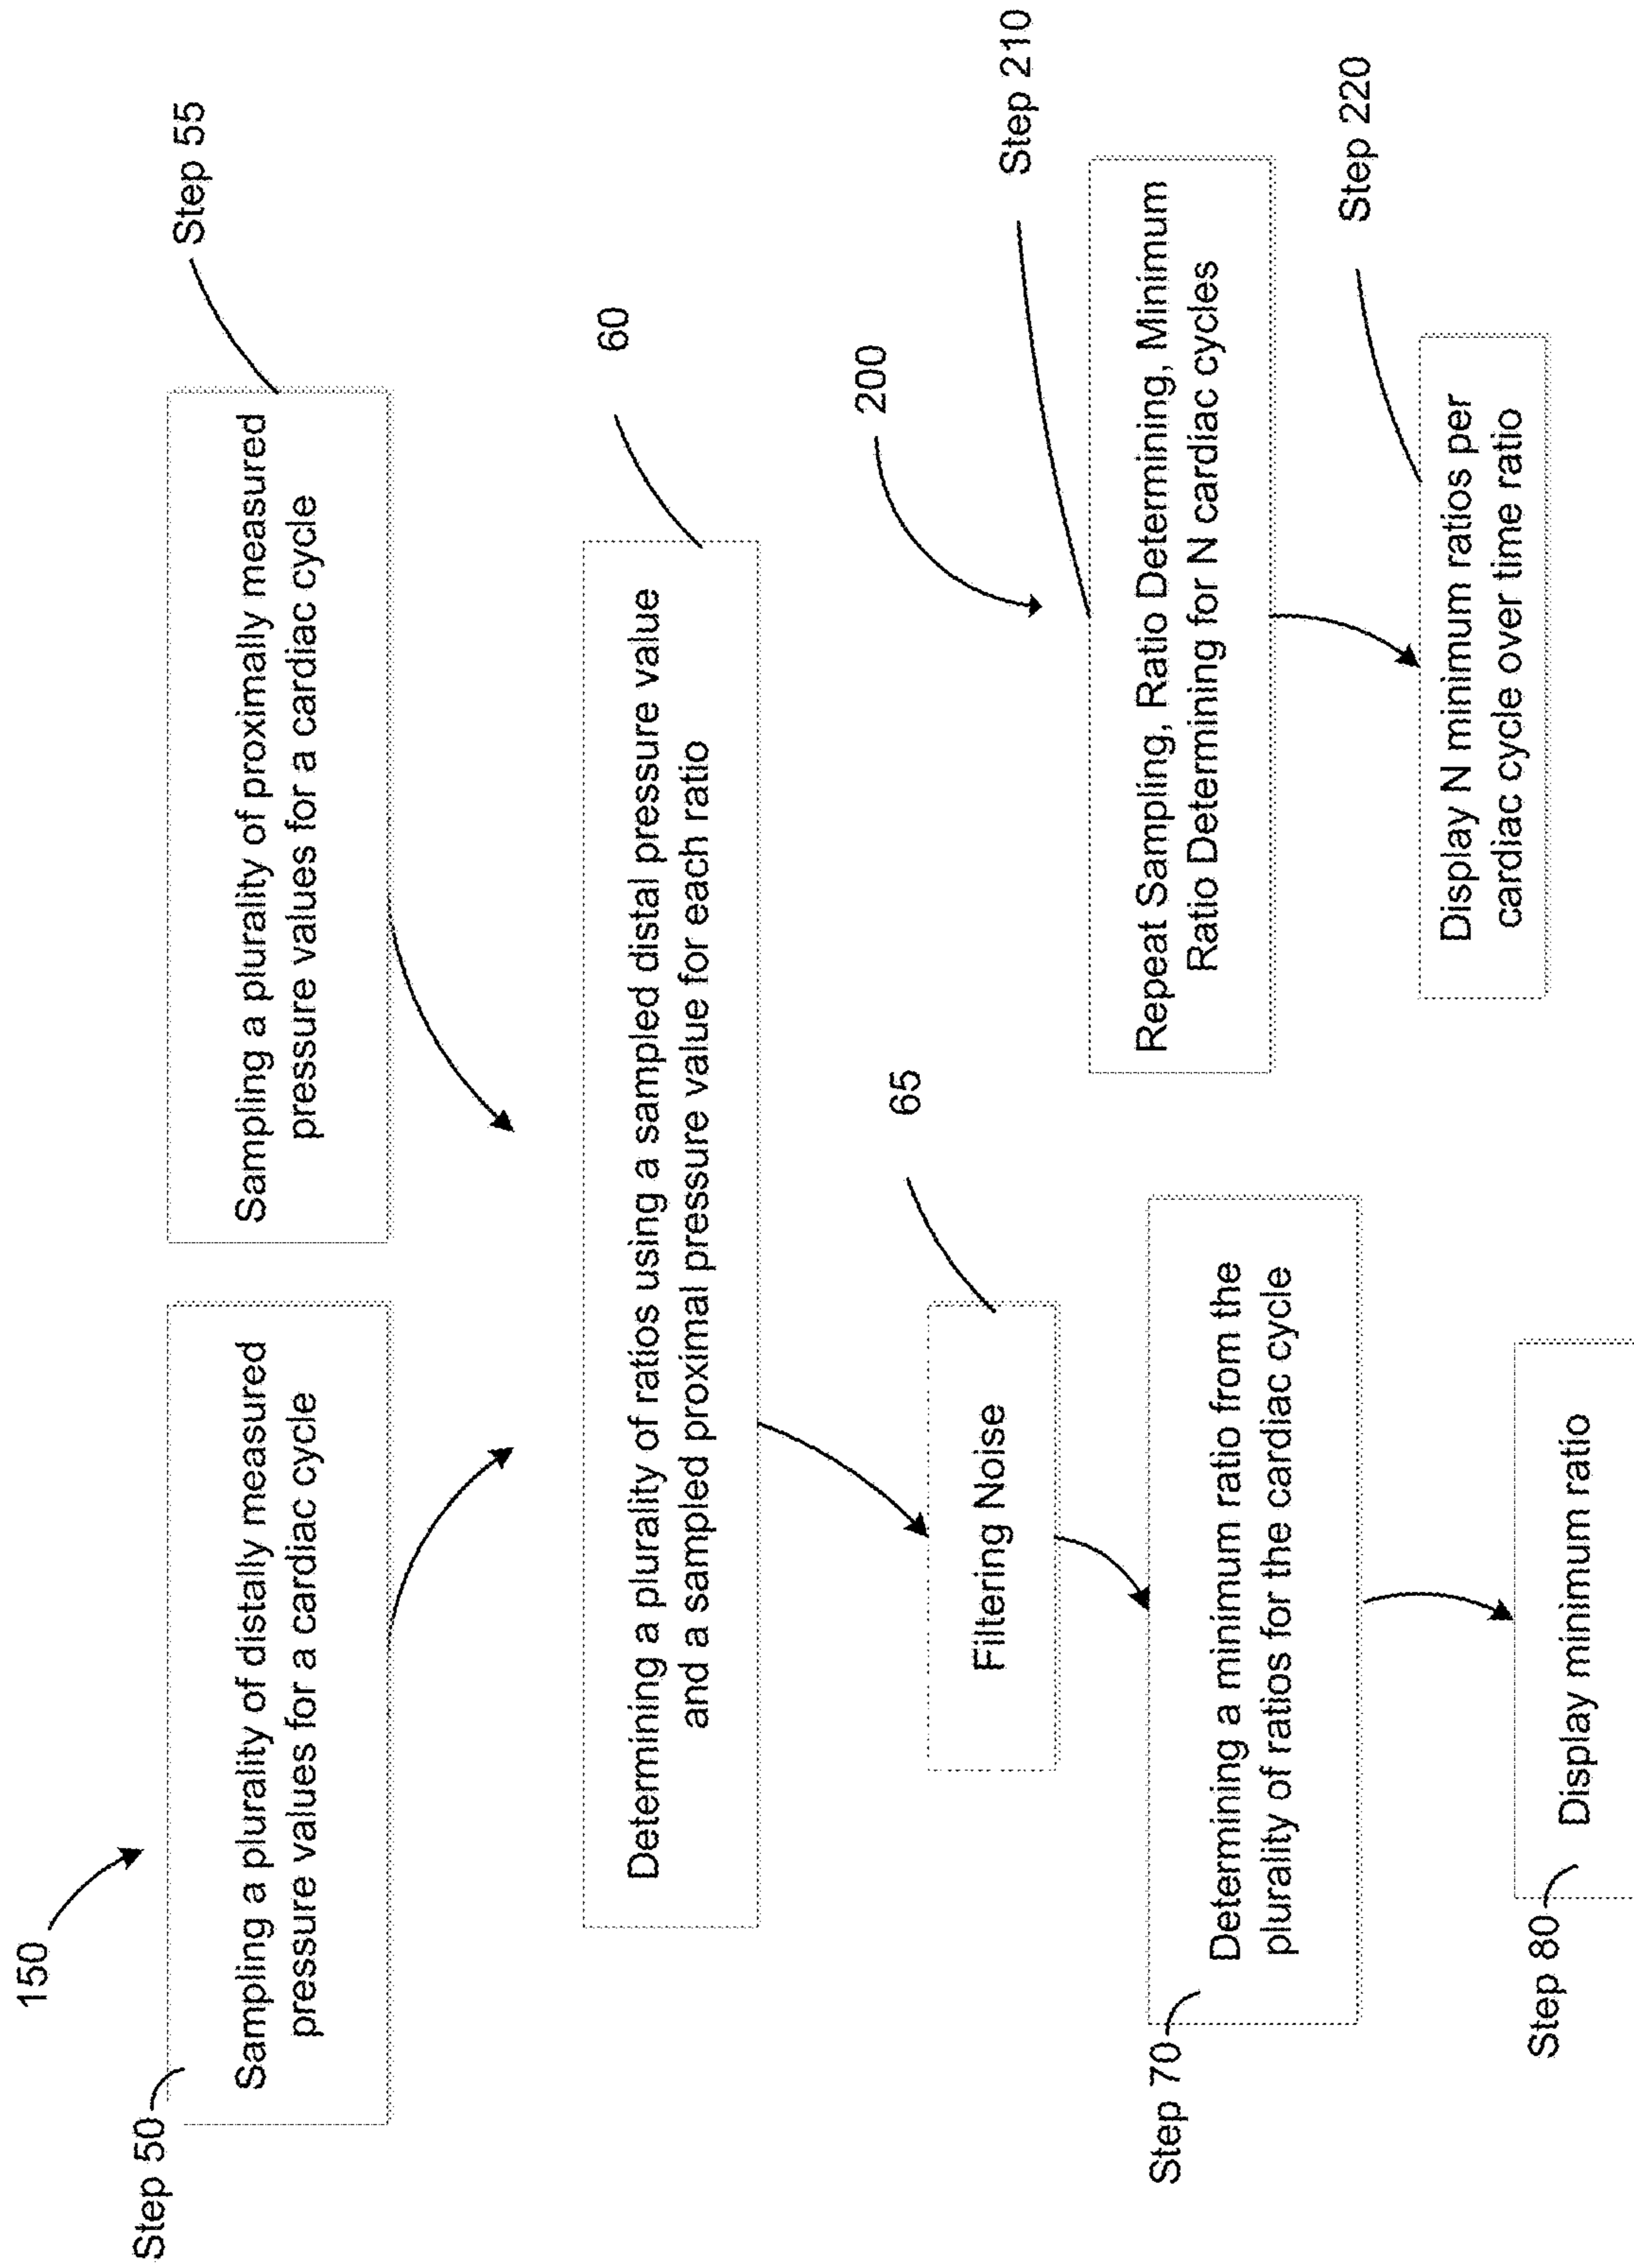 150
Step 50
Sampling a plurality of distally measured
pressure values for a cardiac cycle
Step 55
Sampling a plurality of proximally measured
pressure values for a cardiac cycle
60
Determining a plurality of ratios using a sampled distal pressure value
and a sampled proximal pressure value for each ratio
65
Filtering Noise
Step 70
Determining a minimum ratio from the
plurality of ratios for the cardiac cycle
Step 80
Display minimum ratio
200
Step 210
Repeat Sampling, Ratio Determining, Minimum
Ratio Determining for N cardiac cycles
Step 220
Display N minimum ratios per
cardiac cycle over time ratio